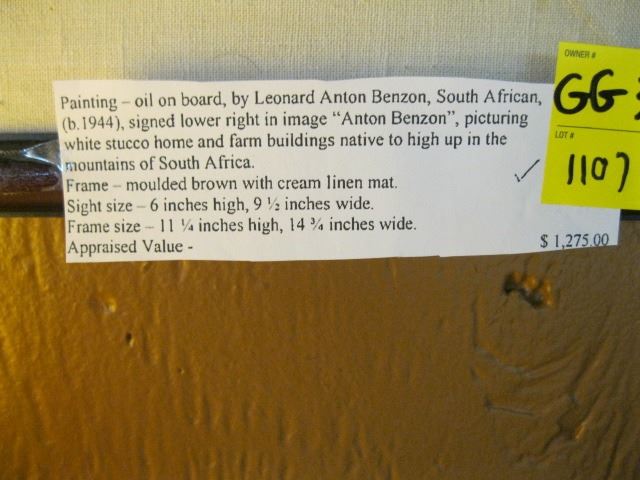 Painting – oil on board, by Leonard Anton Benzon, South African,
(b.1944), signed lower right in image “Anton Benzon”, picturing
white stucco home and farm buildings native to high up in the
mountains of South Africa.
Frame – moulded brown with cream linen mat.
Sight size – 6 inches high, 9 ½ inches wide.
Frame size – 11 ¼ inches high, 14 ¾ inches wide.
Appraised Value -
$ 1,275.00
OWNER #
GG
LOT #
1107